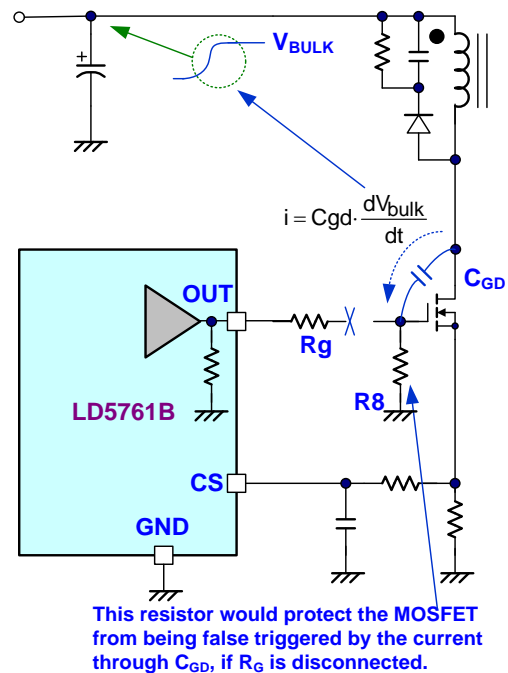 +
VBULK
i = Cgd · dVbulk
dt
CGD
OUT
Rg
R8
LD5761B
CS
GND
This resistor would protect the MOSFET
from being false triggered by the current
through CGD, if RG is disconnected.